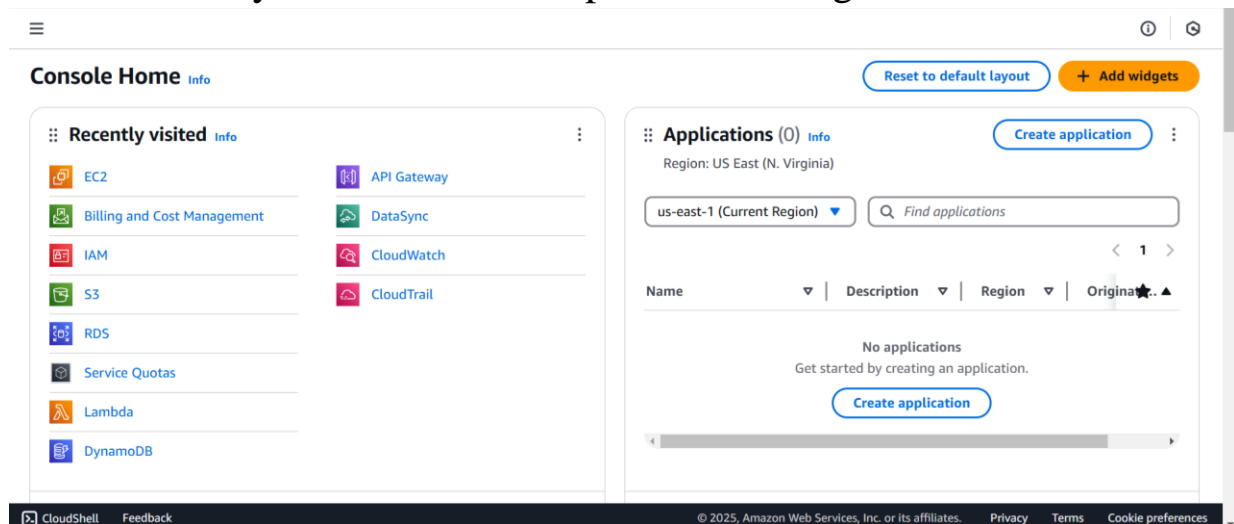 Console Home Info
Reset to default layout
+ Add widgets
Recently visited Info
EC2
Billing and Cost Management
IAM
S3
RDS
Service Quotas
Lambda
DynamoDB
API Gateway
DataSync
CloudWatch
CloudTrail
Applications (0) Info
Create application
Region: US East (N. Virginia)
us-east-1 (Current Region)
Find applications
1
Name Description Region Origina...
No applications
Get started by creating an application.
Create application
CloudShell Feedback © 2025, Amazon Web Services, Inc. or its affiliates. Privacy Terms Cookie preferences